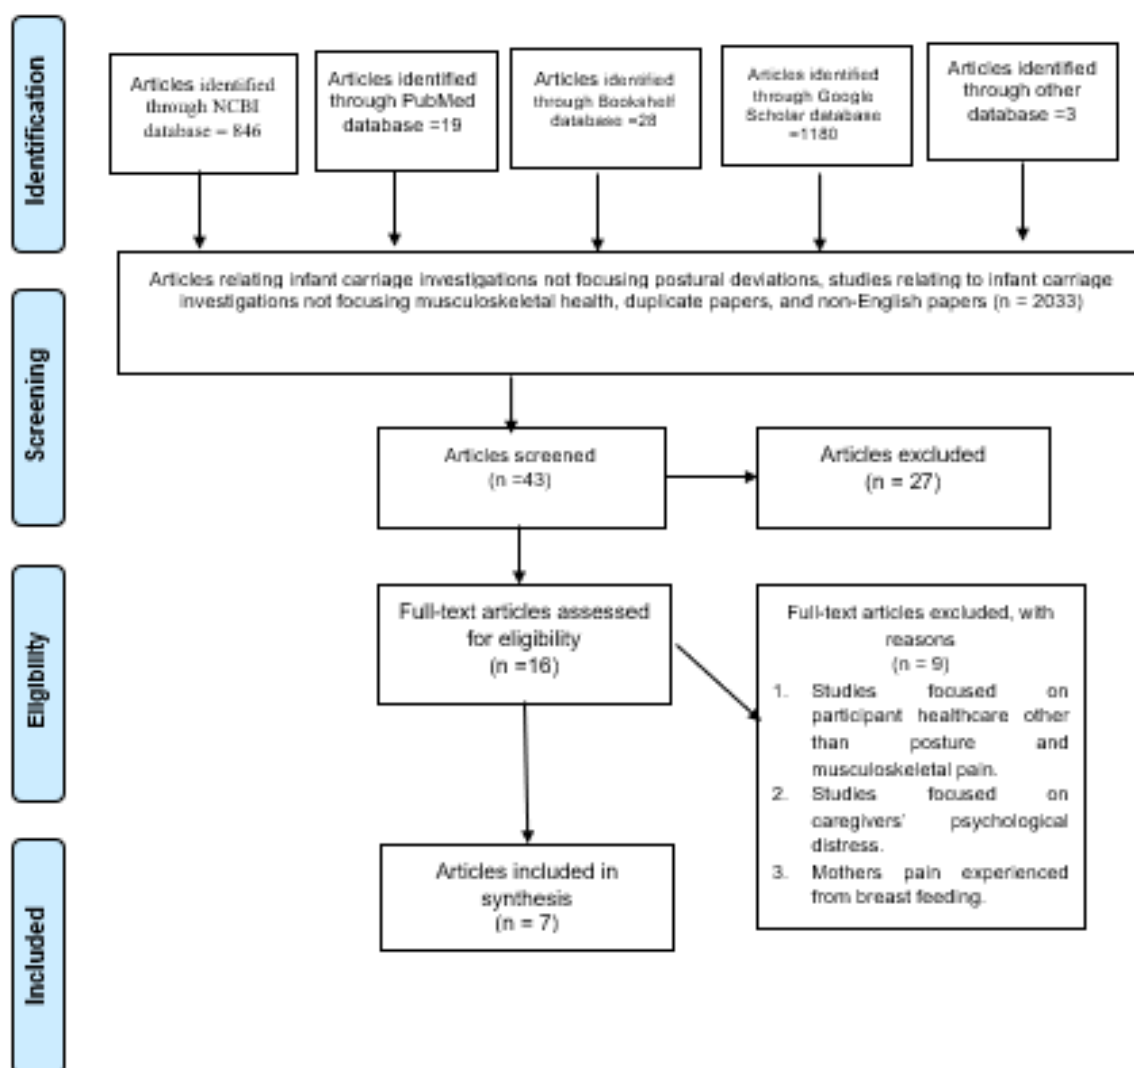 Identification
Articles identified
through NCBI
database = 846
Articles identified
through PubMed
database =19
Articles identified
through Bookshelf
database =28
Articles identified
through Google
Scholar database
=1180
Articles identified
through other
database =3
Articles relating infant carriage investigations not focusing postural deviations, studies relating to infant carriage
investigations not focusing musculoskeletal health, duplicate papers, and non-English papers (n = 2033)
Screening
Articles screened
(n =43)
Articles excluded
(n = 27)
Eligibility
Full-text articles assessed
for eligibility
(n =16)
Full-text articles excluded, with
reasons
(n = 9)
1. Studies focused on
participant healthcare other
than posture and
musculoskeletal pain.
2. Studies focused on
caregivers' psychological
distress.
3. Mothers pain experienced
from breast feeding.
Included
Articles included in
synthesis
(n = 7)